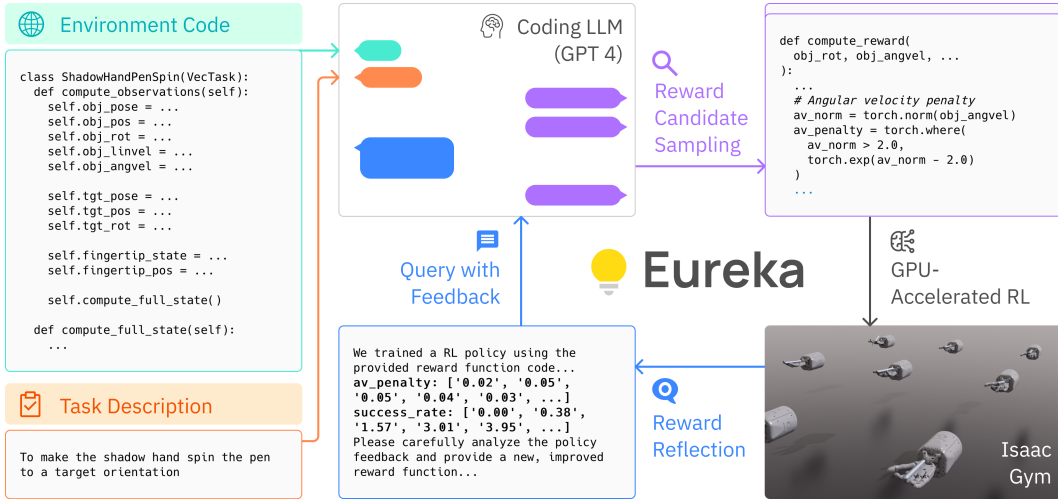 Environment Code
class ShadowHandPenSpin(VecTask):
def compute_observations(self):
self.obj_pose = ...
self.obj_pos = ...
self.obj_rot = ...
self.obj_linvel = ...
self.obj_angvel = ...
self.tgt_pose = ...
self.tgt_pos = ...
self.tgt_rot = ...
self.fingertip_state = ...
self.fingertip_pos = ...
self.compute_full_state()
def compute_full_state(self):
...
Task Description
To make the shadow hand spin the pen
to a target orientation
Coding LLM
(GPT 4)
Reward
Candidate
Sampling
def compute_reward(
obj_rot, obj_angvel, ...
):
...
# Angular velocity penalty
av_norm = torch.norm(obj_angvel)
av_penalty = torch.where(
av_norm > 2.0,
torch.exp(av_norm - 2.0)
)
...
Query with
Feedback
Eureka
GPU-
Accelerated RL
We trained a RL policy using the
provided reward function code...
av_penalty: ['0.02', '0.05',
'0.05', '0.04', '0.03', ...]
success_rate: ['0.00', '0.38',
'1.57', '3.01', '3.95', ...]
Please carefully analyze the policy
feedback and provide a new, improved
reward function...
Reward
Reflection
Isaac
Gym